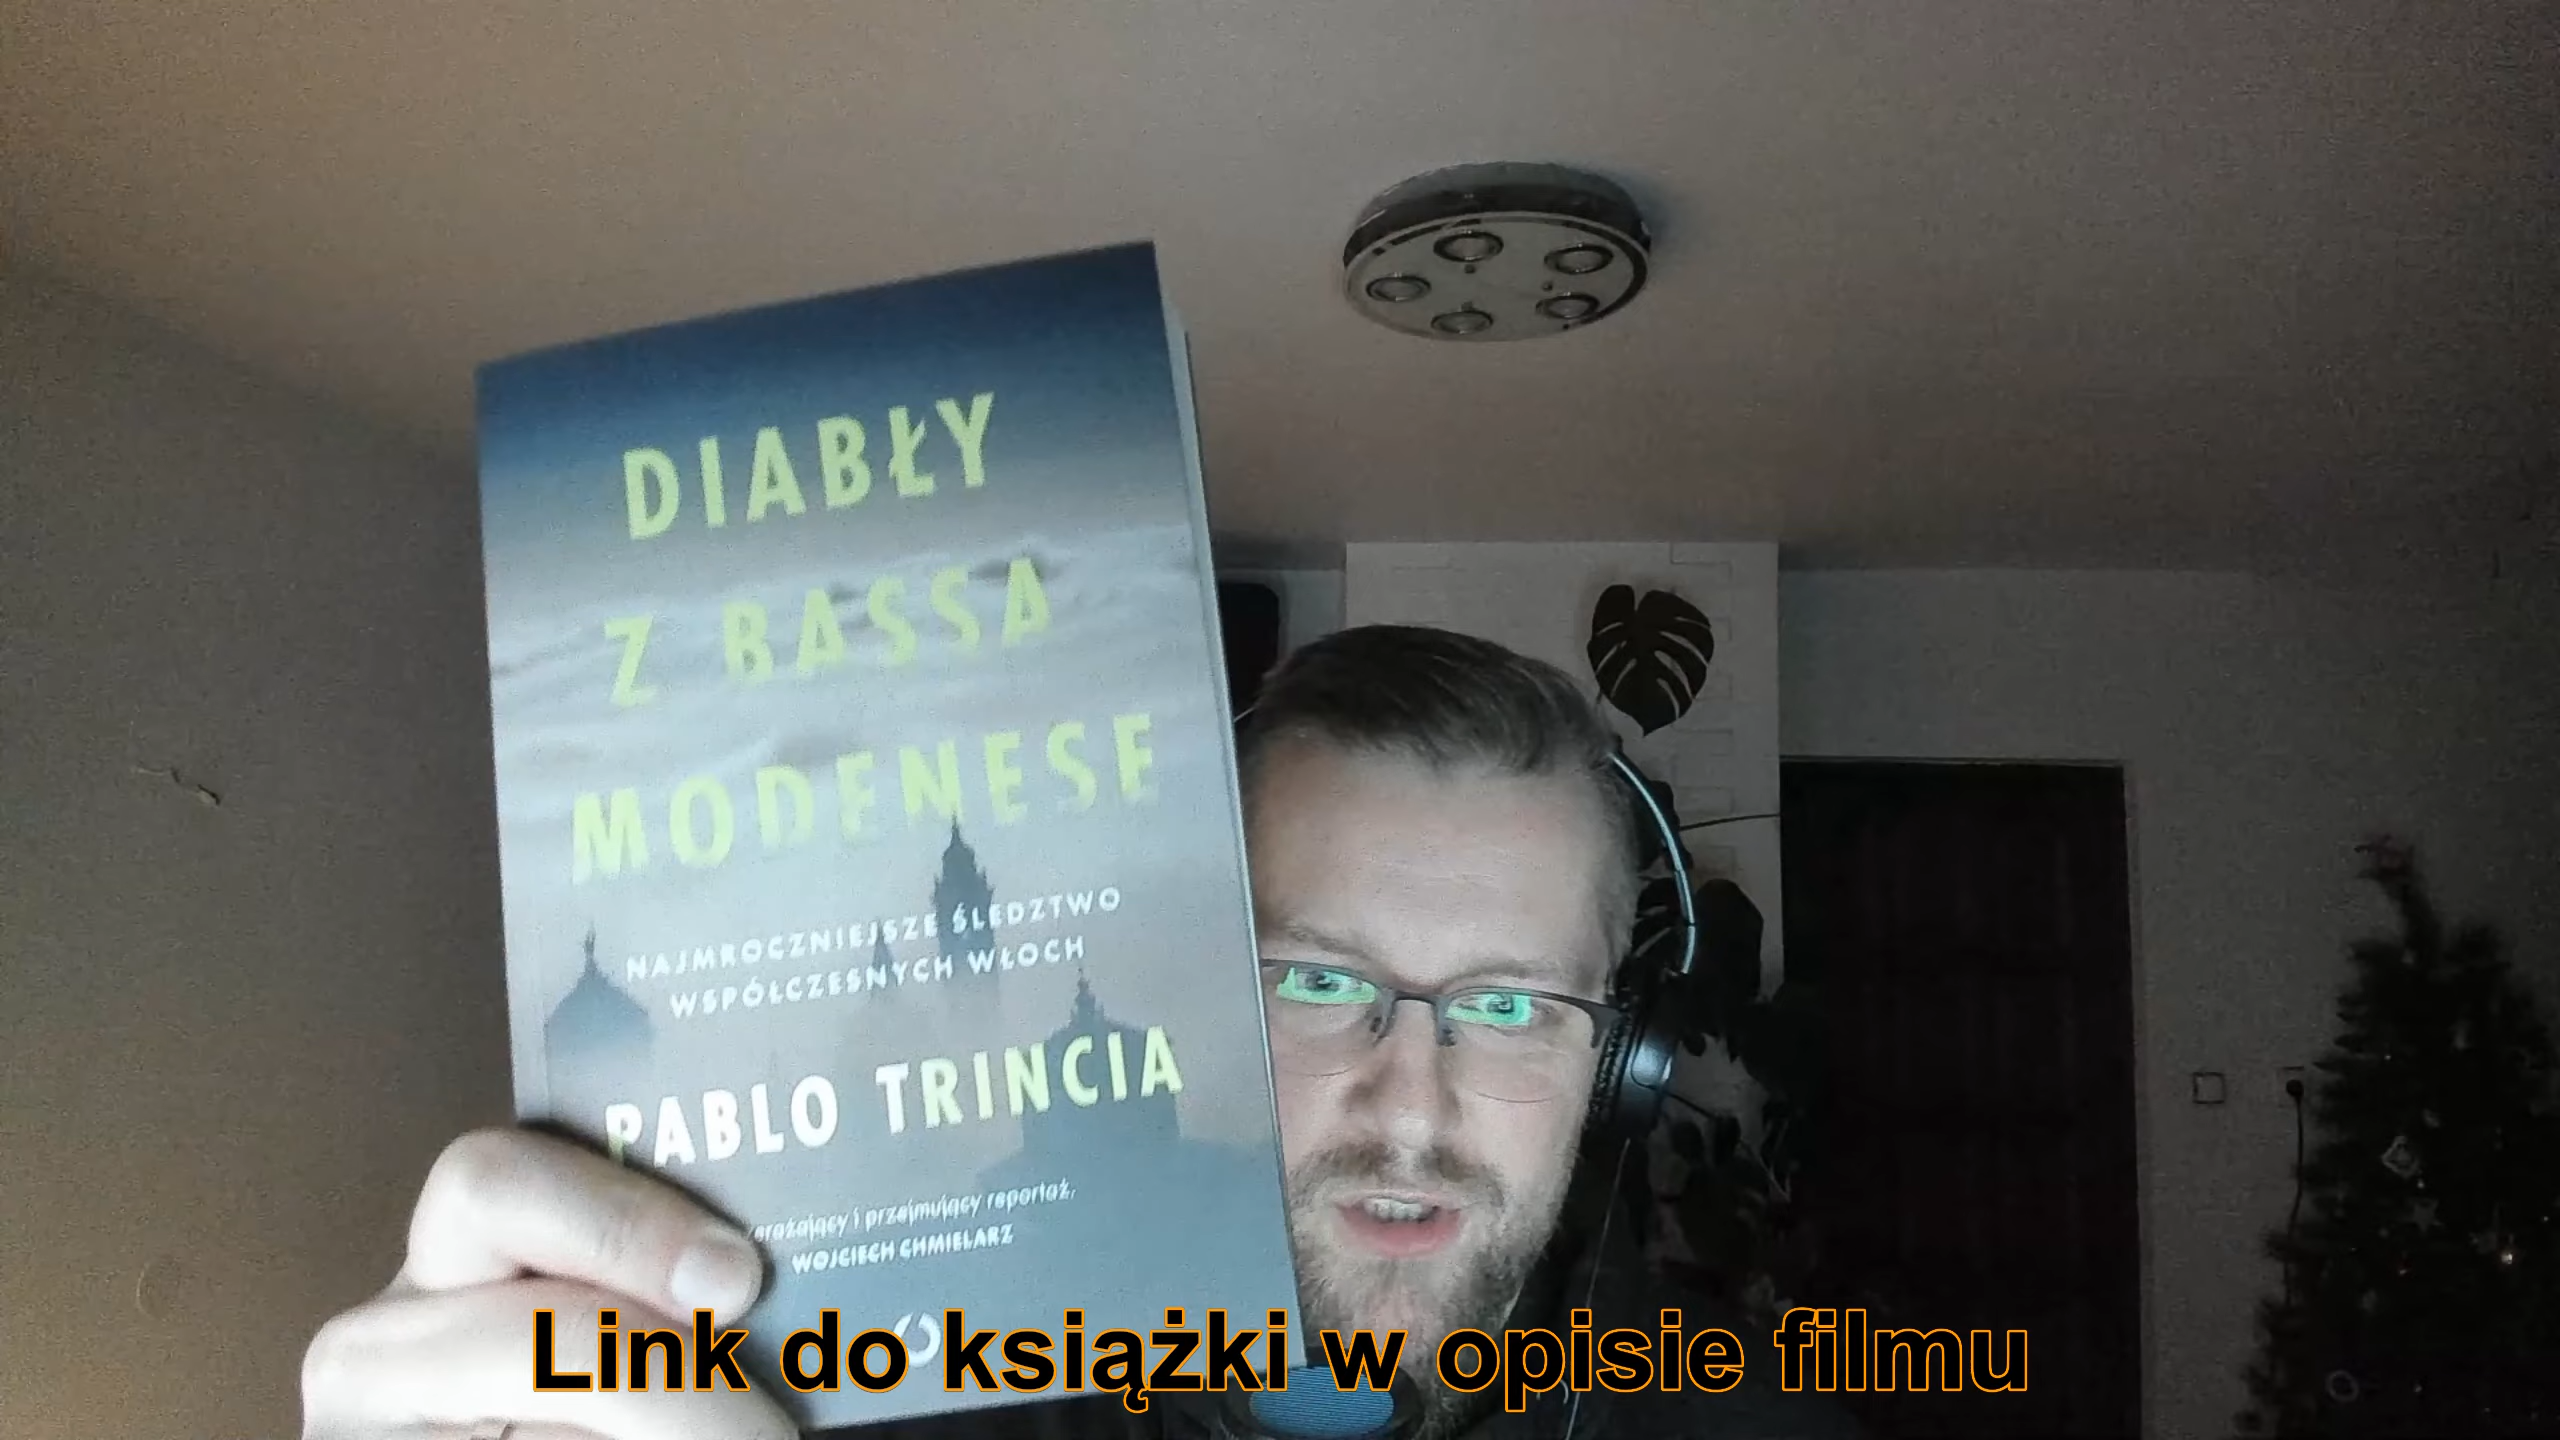 DIABŁY
Z BASSA
MODENESE
NAJMROCZNIEJSZE ŚLEDZTWO
WSPÓŁCZESNYCH WŁOCH
PABLO TRINCIA
i przejmujący reportaż,
WOJCIECH CHMIELARZ
Link do książki w opisie filmu